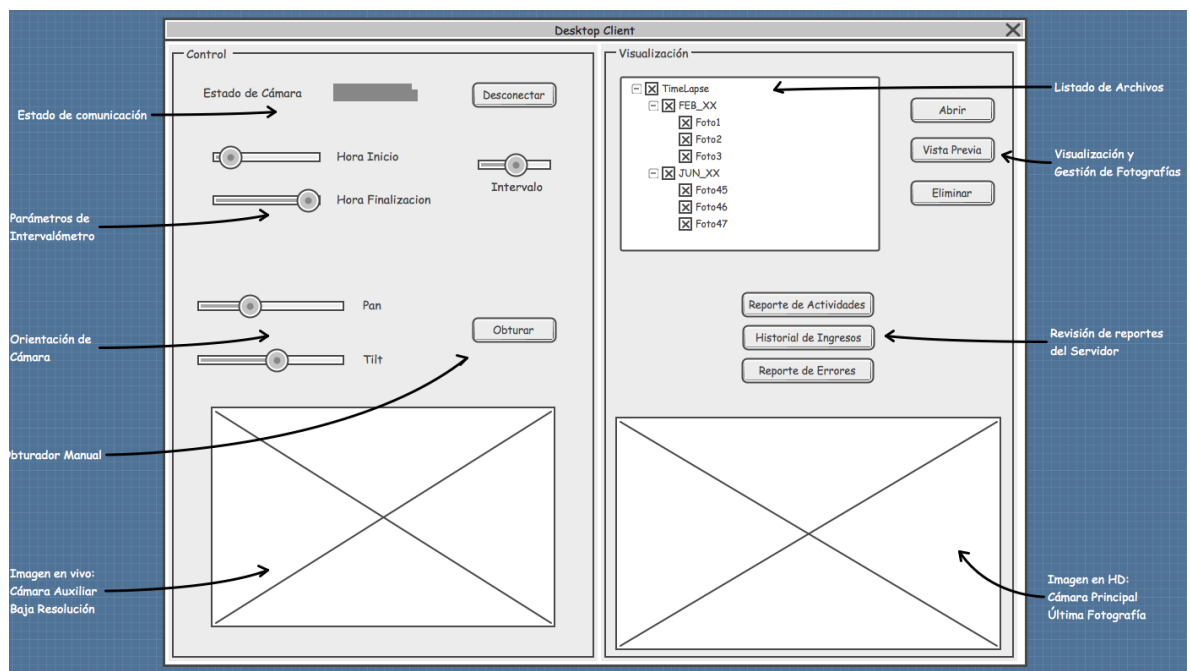 Desktop Client
Control
Estado de Cámara
Desconectar
Hora Inicio
Intervalo
Hora Finalizacion
Pan
Obturar
Tilt
Visualización
TimeLapse
FEB_XX
Foto1
Foto2
Foto3
JUN_XX
Foto45
Foto46
Foto47
Abrir
Vista Previa
Eliminar
Reporte de Actividades
Historial de Ingresos
Reporte de Errores
Estado de comunicación
Parámetros de
Intervalómetro
Orientación de
Cámara
Obturador Manual
Imagen en vivo:
Cámara Auxiliar
Baja Resolución
Listado de Archivos
Visualización y
Gestión de Fotografías
Revisión de reportes
del Servidor
Imagen en HD:
Cámara Principal
Última Fotografía